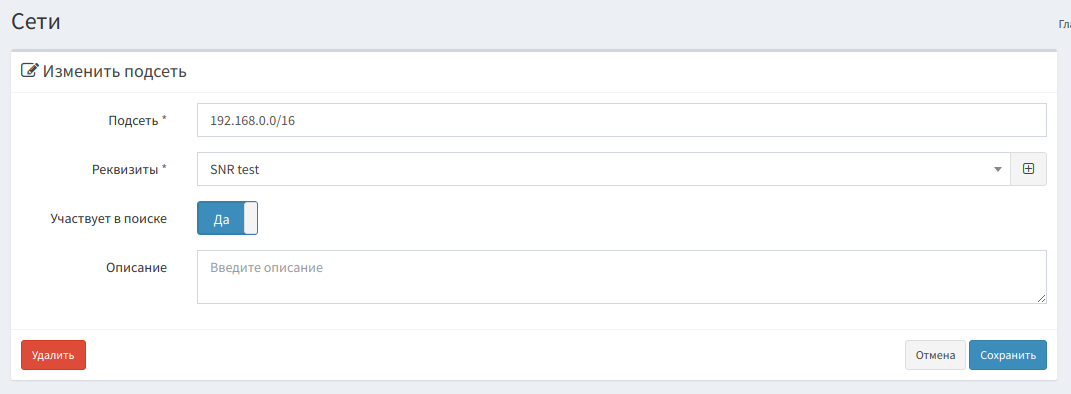 Сети
Изменить подсеть
Подсеть *
192.168.0.0/16
Реквизиты *
SNR test
Участвует в поиске
Да
Описание
Введите описание
Удалить
Отмена
Сохранить